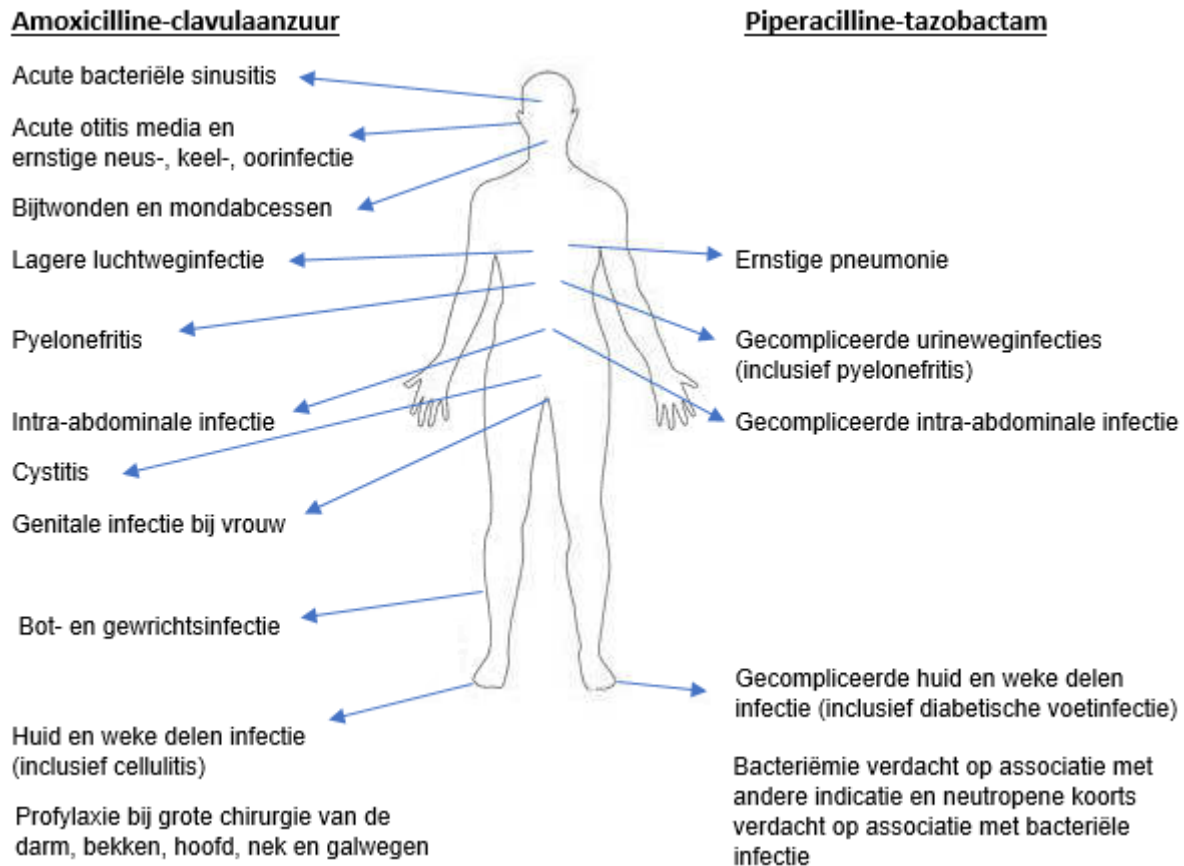 Amoxicilline-clavulaanzuur
Acute bacteriële sinusitis
Acute otitis media en
ernstige neus-, keel-, oorinfectie
Bijtwonden en mondabcessen
Lagere luchtweginfectie
Pyelonefritis
Intra-abdominale infectie
Cystitis
Genitale infectie bij vrouw
Bot- en gewrichtsinfectie
Huid en weke delen infectie
(inclusief cellulitis)
Profylaxie bij grote chirurgie van de
darm, bekken, hoofd, nek en galwegen
Piperacilline-tazobactam
Ernstige pneumonie
Gecompliceerde urineweginfecties
(inclusief pyelonefritis)
Gecompliceerde intra-abdominale infectie
Gecompliceerde huid en weke delen
infectie (inclusief diabetische voetinfectie)
Bacteriëmie verdacht op associatie met
andere indicatie en neutropene koorts
verdacht op associatie met bacteriële
infectie